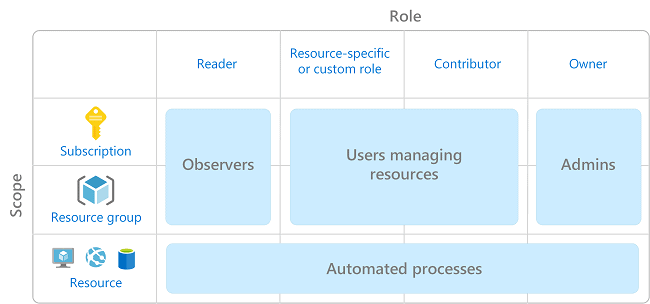 Role
Reader
Resource-specific
or custom role
Contributor
Owner
Scope
Subscription
Resource group
Resource
Observers
Users managing
resources
Admins
Automated processes